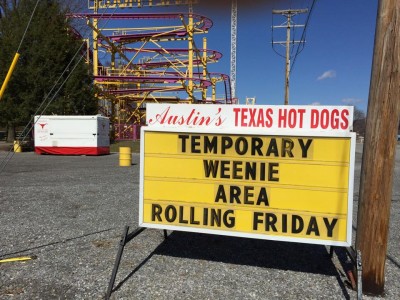 Austin's TEXAS HOT DOGS
TEMPORARY
WEENIE
AREA
ROLLING FRIDAY